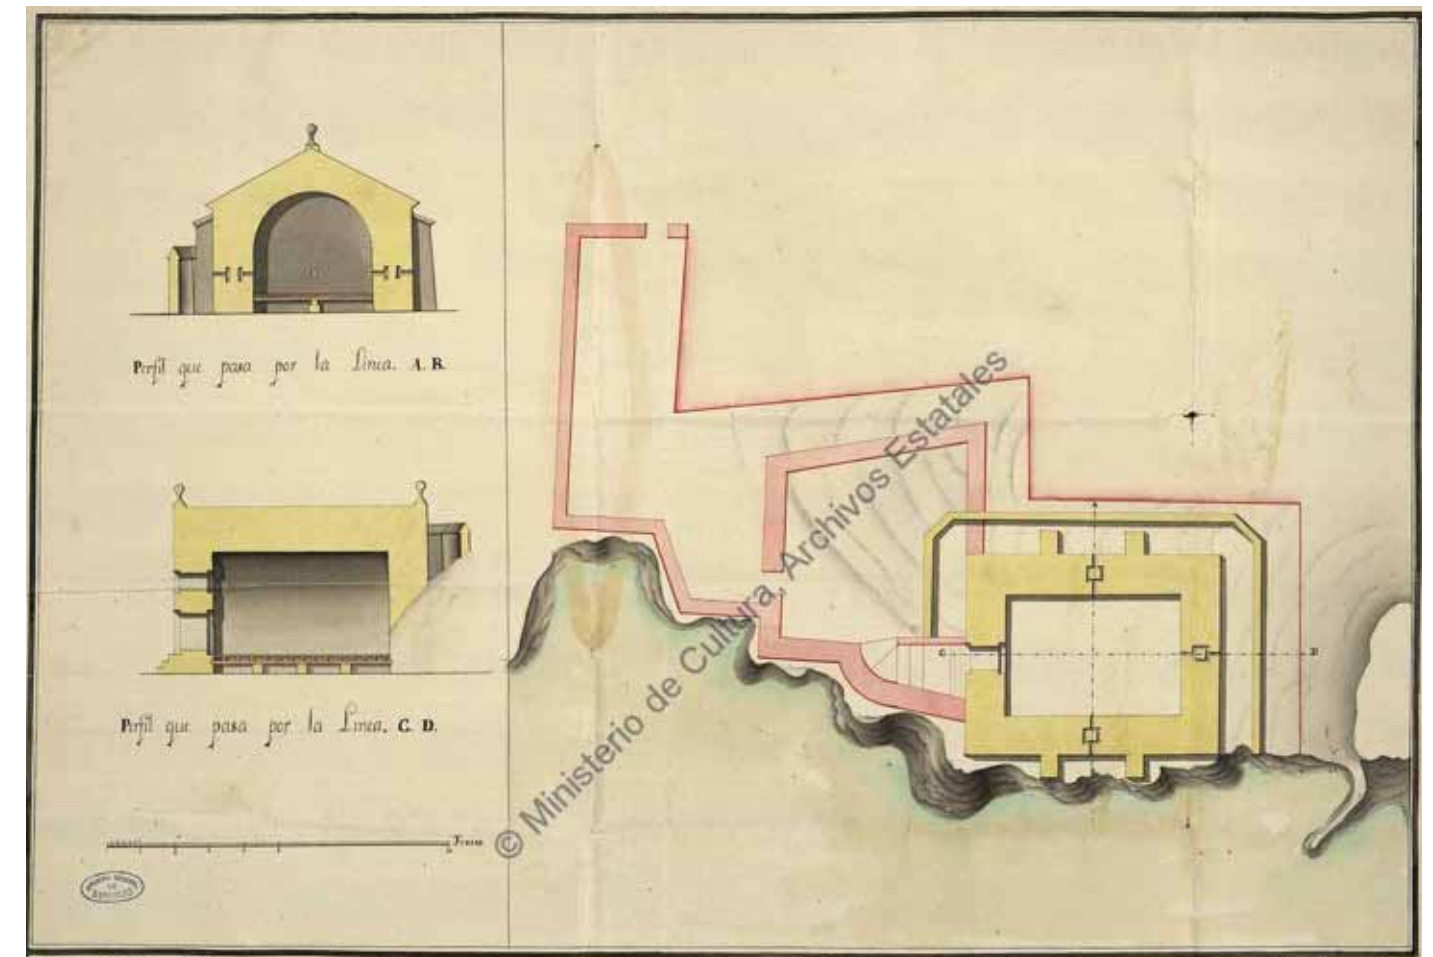 Perfil que pasa por la Linea. A. B.
Perfil que pasa por la Linea. C. D.
A
C
D
© Ministerio de Cultura, Archivos Estatales